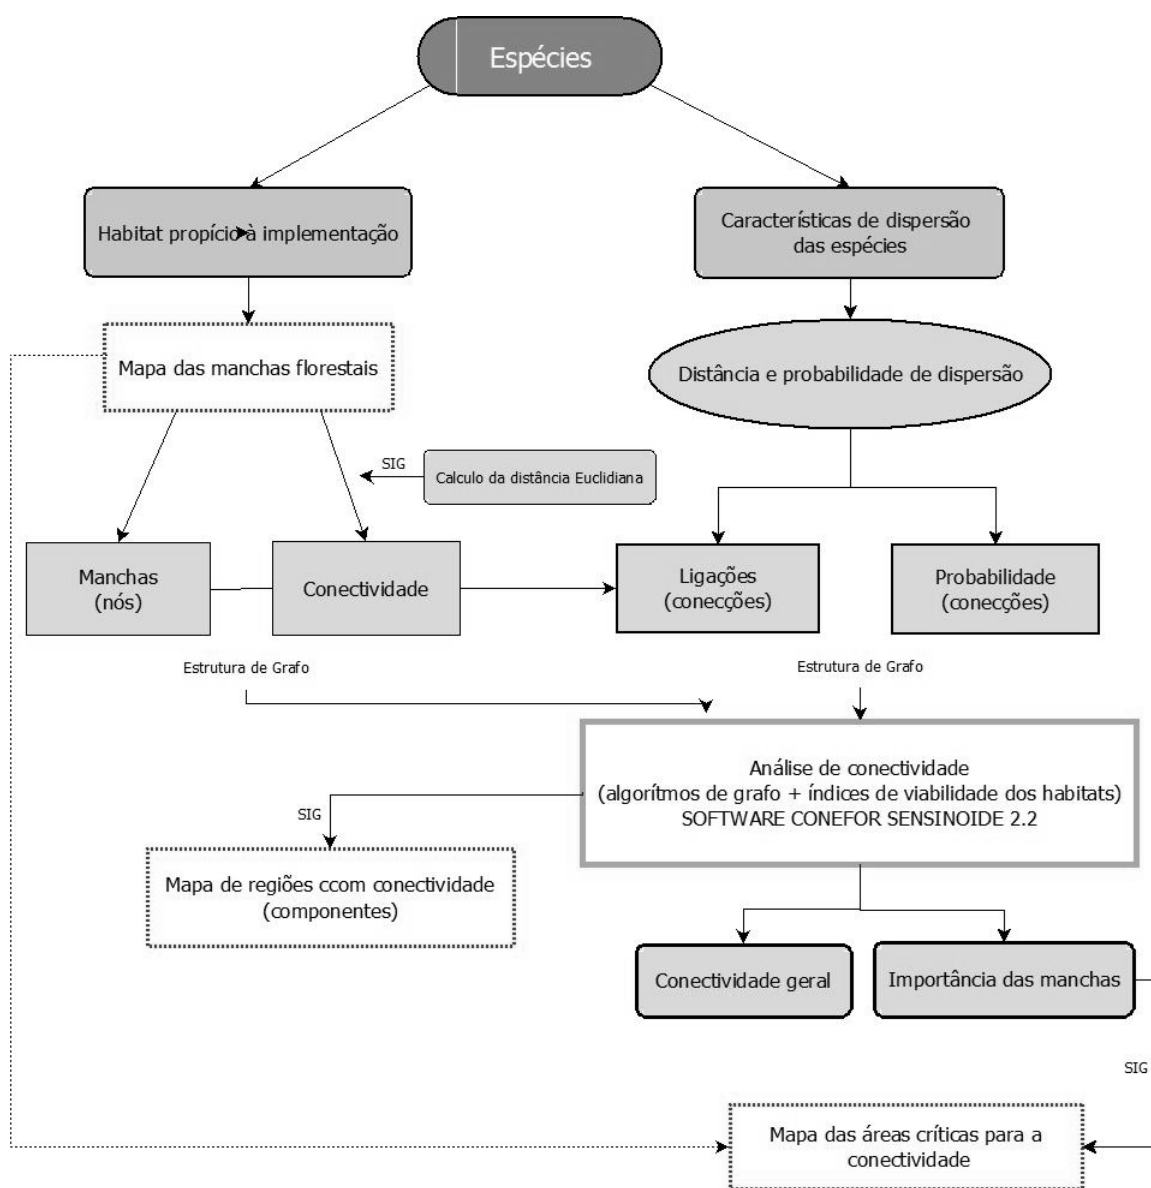 Espécies
Habitat propício à implementação
Características de dispersão
das espécies
Mapa das manchas florestais
Distância e probabilidade de dispersão
SIG
Calculo da distância Euclidiana
Manchas
(nós)
Conectividade
Ligações
(conecções)
Probabilidade
(conecções)
Estrutura de Grafo
Estrutura de Grafo
Análise de conectividade
(algorítmos de grafo + índices de viabilidade dos habitats)
SOFTWARE CONEFOR SENSINOIDE 2.2
SIG
Mapa de regiões ccom conectividade
(componentes)
Conectividade geral
Importância das manchas
SIG
Mapa das áreas críticas para a
conectividade